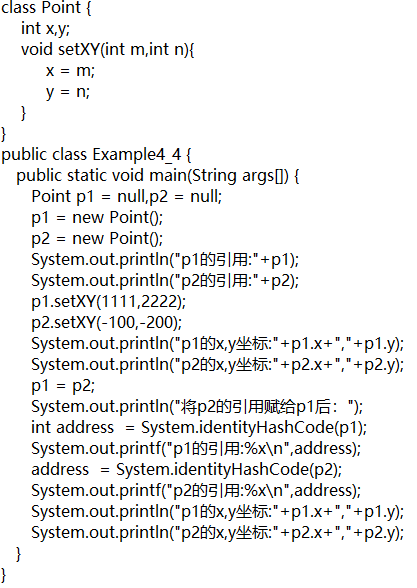 class Point {
int x,y;
void setXY(int m,int n){
x = m;
y = n;
}
}
public class Example4_4 {
public static void main(String args[]) {
Point p1 = null,p2 = null;
p1 = new Point();
p2 = new Point();
System.out.println("p1的引用:"+p1);
System.out.println("p2的引用:"+p2);
p1.setXY(1111,2222);
p2.setXY(-100,-200);
System.out.println("p1的x,y坐标:"+p1.x+","+p1.y);
System.out.println("p2的x,y坐标:"+p2.x+","+p2.y);
p1 = p2;
System.out.println("将p2的引用赋给p1后：");
int address = System.identityHashCode(p1);
System.out.printf("p1的引用:%x\n",address);
address = System.identityHashCode(p2);
System.out.printf("p2的引用:%x\n",address);
System.out.println("p1的x,y坐标:"+p1.x+","+p1.y);
System.out.println("p2的x,y坐标:"+p2.x+","+p2.y);
}
}